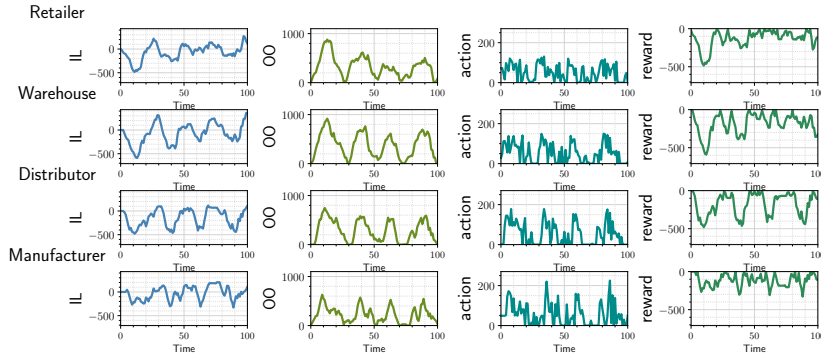 Retailer
IL 0 −500 0 50 100 Time
OO 1000 0 0 50 100 Time
action 200 0 0 50 100 Time
reward 0 −500 0 50 100 Time
Warehouse
IL 0 −500 0 50 100 Time
OO 1000 0 0 50 100 Time
action 200 0 0 50 100 Time
reward 0 −500 0 50 100 Time
Distributor
IL 0 −500 0 50 100 Time
OO 1000 0 0 50 100 Time
action 200 0 0 50 100 Time
reward 0 −500 0 50 100 Time
Manufacturer
IL 0 −500 0 50 100 Time
OO 1000 0 0 50 100 Time
action 200 0 0 50 100 Time
reward 0 −500 0 50 100 Time